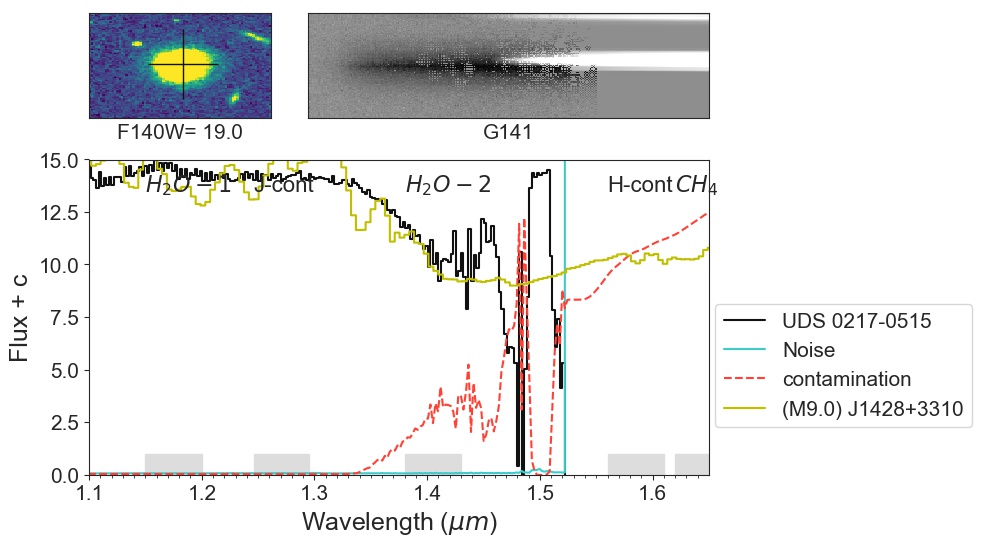 F140W= 19.0
G141
15.0
12.5
10.0
7.5
5.0
2.5
0.0
Flux + c
H₂O − 1
J-cont
H₂O − 2
H-cont
CH₄
1.1
1.2
1.3
1.4
1.5
1.6
Wavelength (μm)
UDS 0217-0515
Noise
contamination
(M9.0) J1428+3310